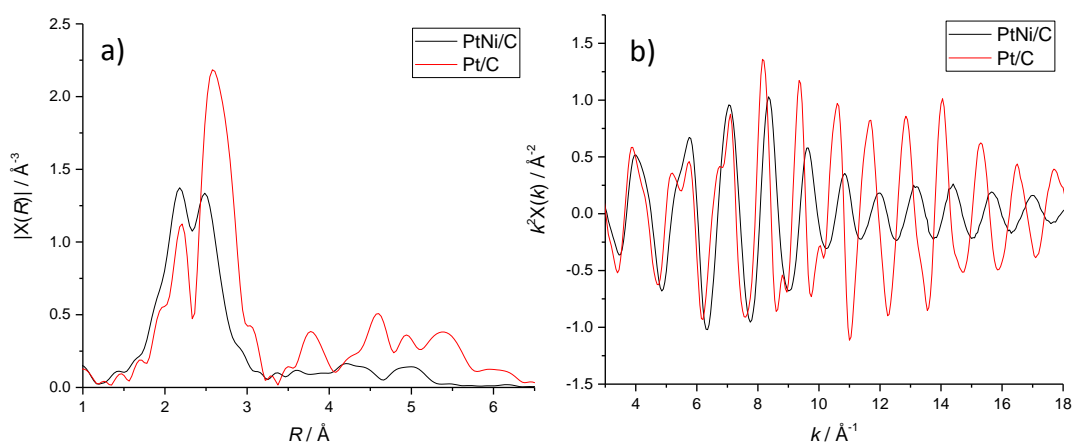 a)
PtNi/C
Pt/C
|X(R)| / Å⁻³
2.5
2.0
1.5
1.0
0.5
0.0
1 2 3 4 5 6
R / Å
b)
PtNi/C
Pt/C
k²X(k) / Å⁻²
1.5
1.0
0.5
0.0
-0.5
-1.0
-1.5
4 6 8 10 12 14 16 18
k / Å⁻¹